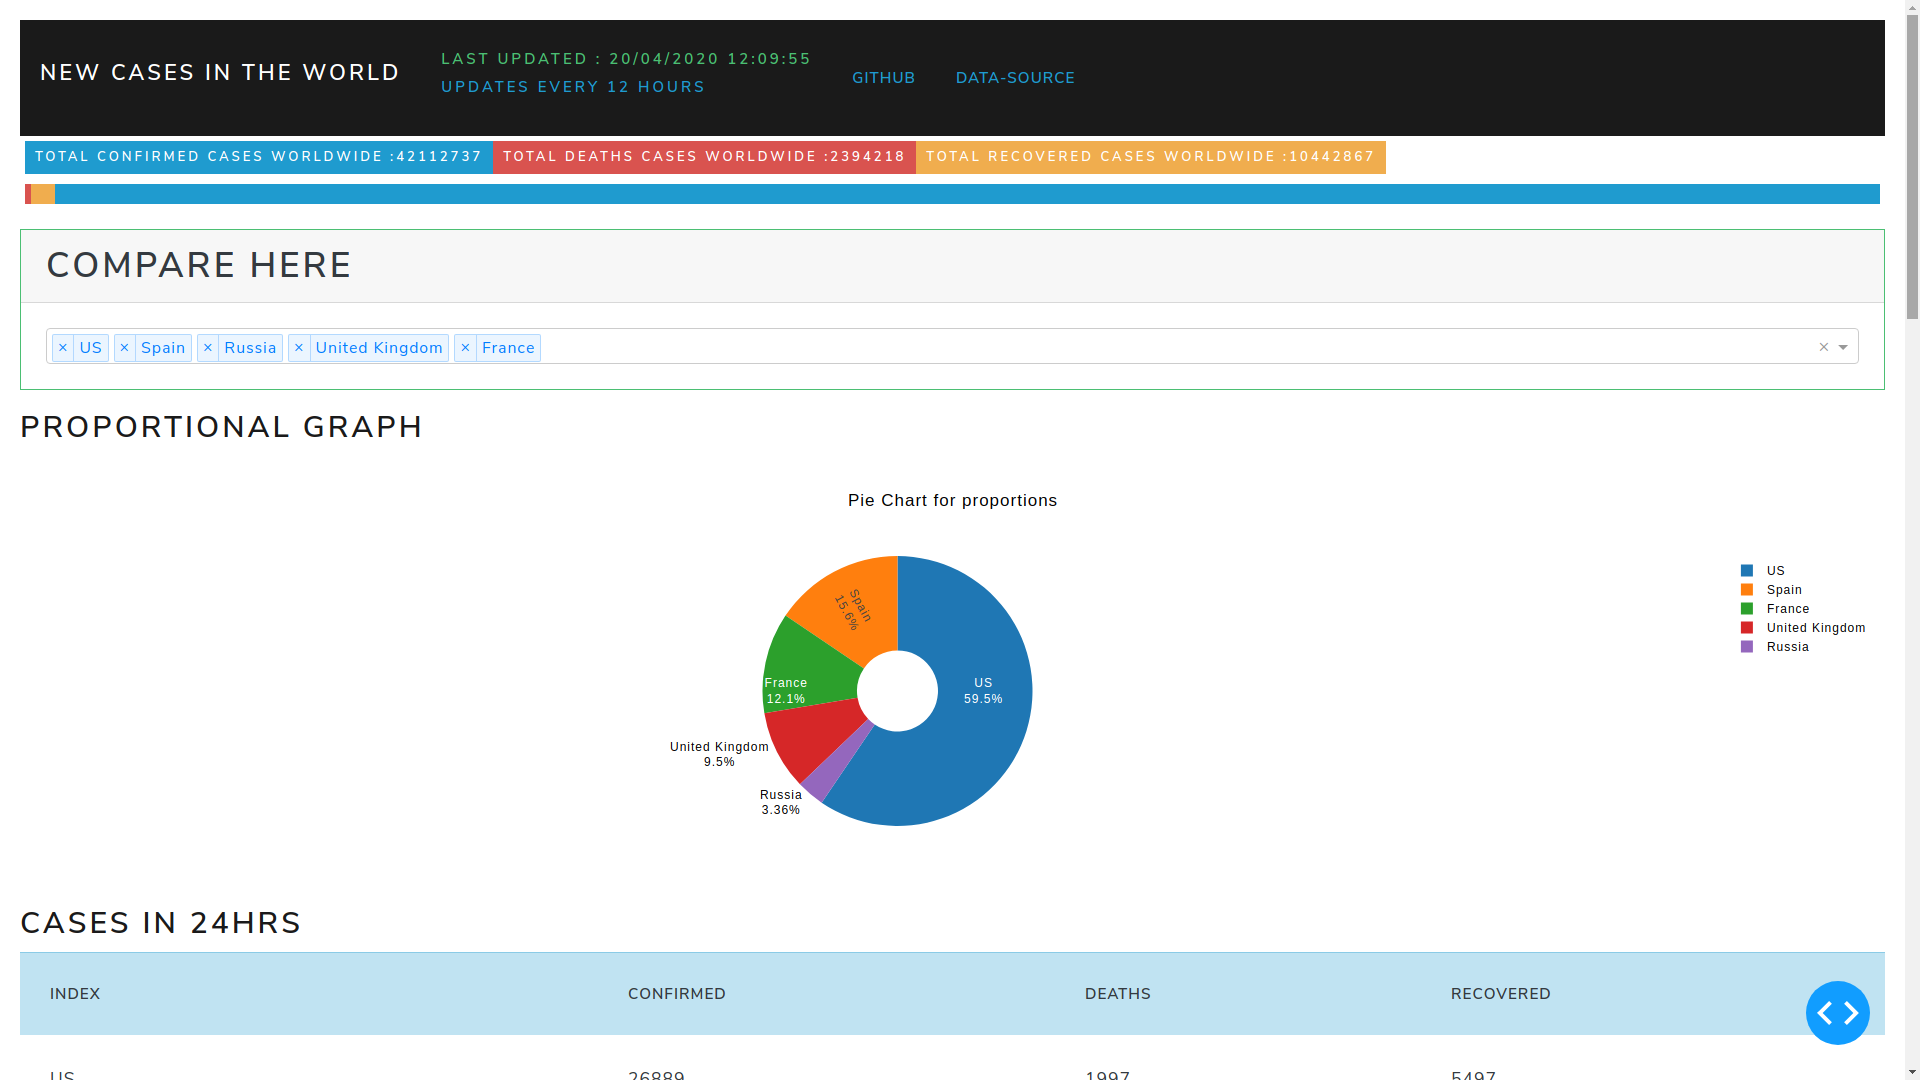 NEW CASES IN THE WORLD
LAST UPDATED : 20/04/2020 12:09:55
UPDATES EVERY 12 HOURS
GITHUB
DATA-SOURCE
TOTAL CONFIRMED CASES WORLDWIDE :42112737
TOTAL DEATHS CASES WORLDWIDE :2394218
TOTAL RECOVERED CASES WORLDWIDE :10442867
COMPARE HERE
× US × Spain × Russia × United Kingdom × France ×
PROPORTIONAL GRAPH
Pie Chart for proportions
Spain
15.6%
France
12.1%
US
59.5%
United Kingdom
9.5%
Russia
3.36%
US
Spain
France
United Kingdom
Russia
CASES IN 24HRS
INDEX CONFIRMED DEATHS RECOVERED
US 26889 1997 5497